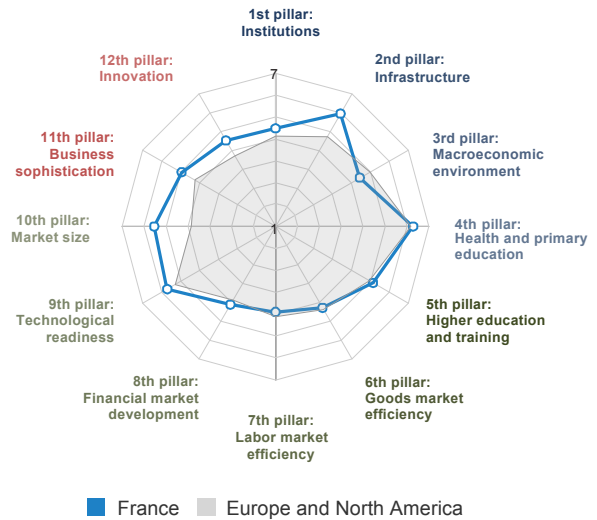 1st pillar:
Institutions
2nd pillar:
Infrastructure
3rd pillar:
Macroeconomic
environment
4th pillar:
Health and primary
education
5th pillar:
Higher education
and training
6th pillar:
Goods market
efficiency
7th pillar:
Labor market
efficiency
8th pillar:
Financial market
development
9th pillar:
Technological
readiness
10th pillar:
Market size
11th pillar:
Business
sophistication
12th pillar:
Innovation
7
1
France
Europe and North America